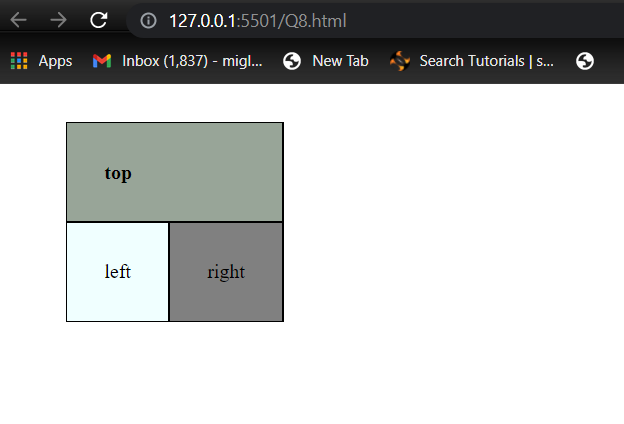 127.0.0.1:5501/Q8.html
Apps Inbox (1,837) - migl... New Tab Search Tutorials | s...
top
left right